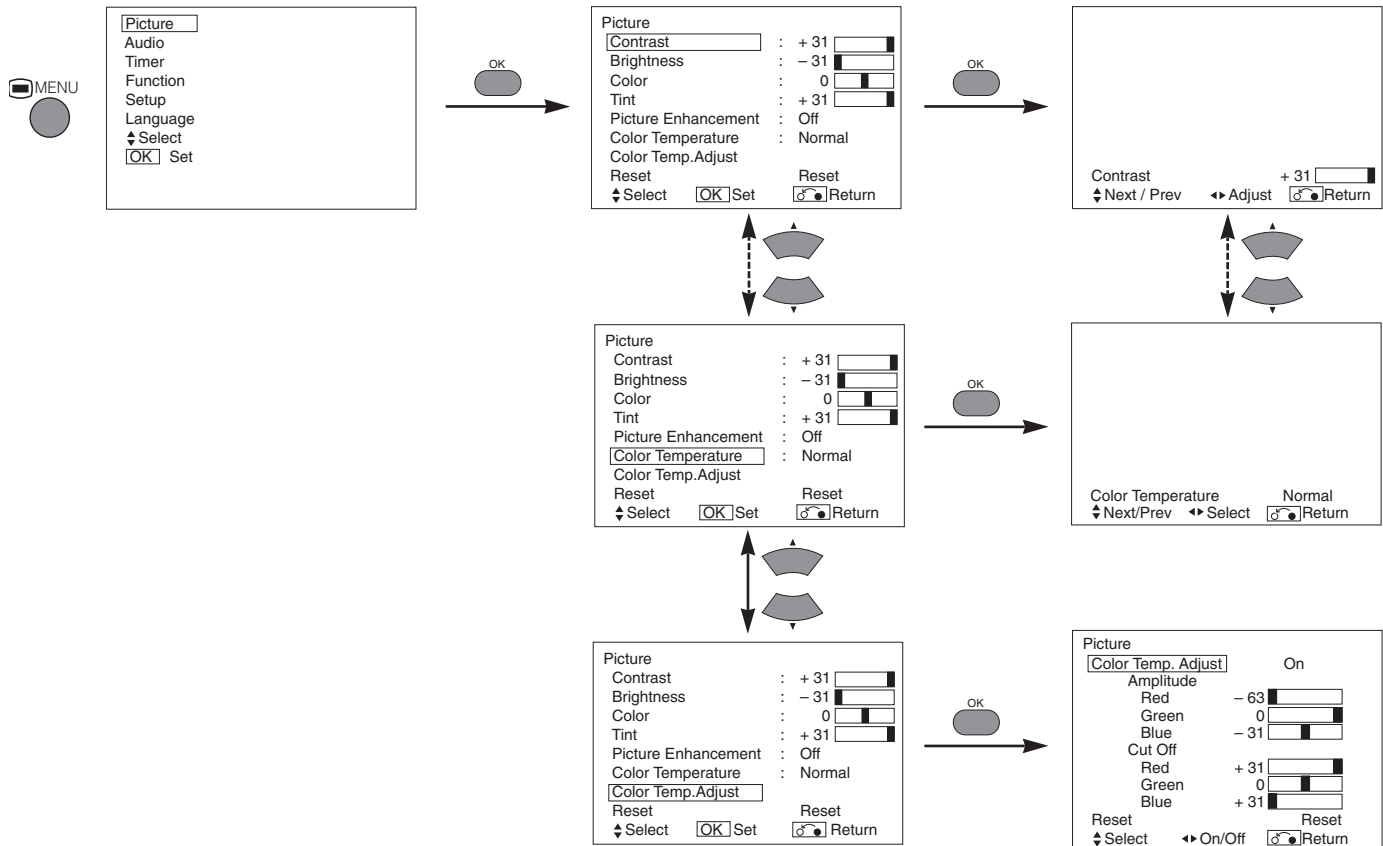 MENU
Picture
Audio
Timer
Function
Setup
Language
Select
OK Set
OK
Picture
Contrast : + 31
Brightness : – 31
Color : 0
Tint : + 31
Picture Enhancement : Off
Color Temperature : Normal
Color Temp.Adjust
Reset Reset
Select OK Set Return
OK
Contrast + 31
Next / Prev Adjust Return
Picture
Contrast : + 31
Brightness : – 31
Color : 0
Tint : + 31
Picture Enhancement : Off
Color Temperature : Normal
Color Temp.Adjust
Reset Reset
Select OK Set Return
OK
Color Temperature Normal
Next/Prev Select Return
Picture
Contrast : + 31
Brightness : – 31
Color : 0
Tint : + 31
Picture Enhancement : Off
Color Temperature : Normal
Color Temp.Adjust
Reset Reset
Select OK Set Return
OK
Picture
Color Temp. Adjust On
Amplitude
Red – 63
Green 0
Blue – 31
Cut Off
Red + 31
Green 0
Blue + 31
Reset Reset
Select On/Off Return